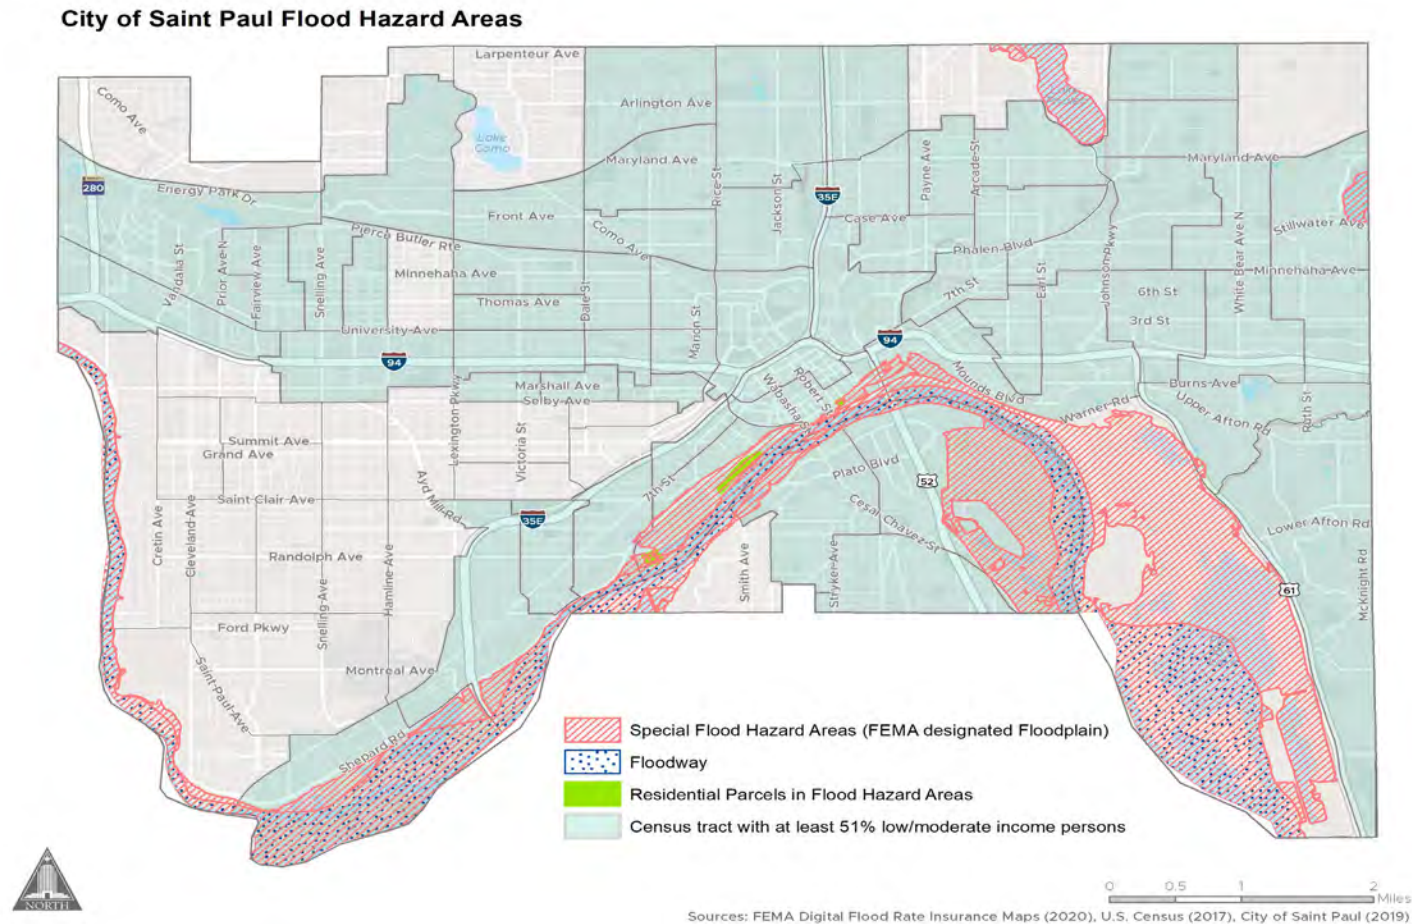 City of Saint Paul Flood Hazard Areas
Larpenteur Ave
Como Ave
Arlington Ave
Lake
Como
Maryland Ave
Maryland Ave
280
Energy Park Dr
Rice St
Jackson St
35E
Payne Ave
Arcade St
Front Ave
Como Ave
Case Ave
Stillwater Ave
Pierce Butler Rte
Phalen Blvd
Johnson Pkwy
White Bear Ave N
Vandalia St
Prior Ave N
Fairview Ave
Snelling Ave
Minnehaha Ave
Minnehaha Ave
Dale St
Earl St
7th St
6th St
Thomas Ave
3rd St
University Ave
Marion St
94
94
Marshall Ave
Selby Ave
Lexington Pkwy
Robert St
Wabasha St
Mounds Blvd
Burns Ave
Warner Rd
Upper Afton Rd
Ruth St
Summit Ave
Grand Ave
Victoria St
Plato Blvd
Ayd Mill Rd
7th St
52
Saint Clair Ave
Cesar Chavez St
35E
Lower Afton Rd
Cretin Ave
Cleveland Ave
Randolph Ave
Hamline Ave
Snelling Ave
Smith Ave
Stryker Ave
61
McKnight Rd
Ford Pkwy
Saint Paul Ave
Montreal Ave
Shepard Rd
Special Flood Hazard Areas (FEMA designated Floodplain)
Floodway
Residential Parcels in Flood Hazard Areas
Census tract with at least 51% low/moderate income persons
NORTH
0 0.5 1 2
Miles
Sources: FEMA Digital Flood Rate Insurance Maps (2020), U.S. Census (2017), City of Saint Paul (2019)